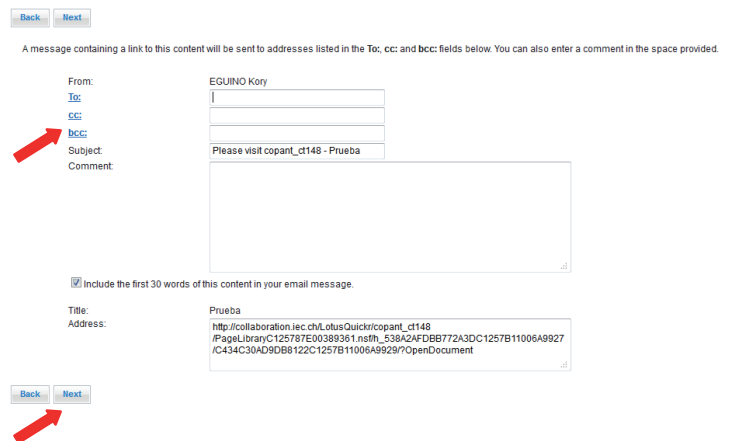 Back Next
A message containing a link to this content will be sent to addresses listed in the To:, cc: and bcc: fields below. You can also enter a comment in the space provided.
From: EGUINO Kory
To:
cc:
bcc:
Subject: Please visit copant_ct148 - Prueba
Comment:
Include the first 30 words of this content in your email message.
Title: Prueba
Address: http://collaboration.iec.ch/LotusQuickr/copant_ct148
/PageLibraryC125787E00389361.nsf/h_538A2AFDBB772A3DC1257B11006A9927
/C434C30AD9DB8122C1257B11006A9929/?OpenDocument
Back Next